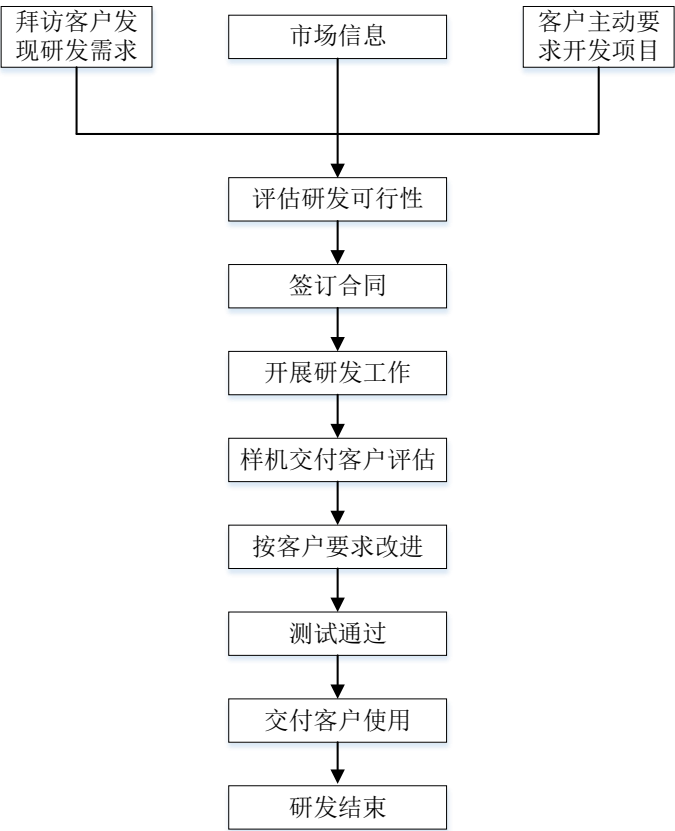 拜访客户发
现研发需求
市场信息
客户主动要
求开发项目
评估研发可行性
签订合同
开展研发工作
样机交付客户评估
按客户要求改进
测试通过
交付客户使用
研发结束